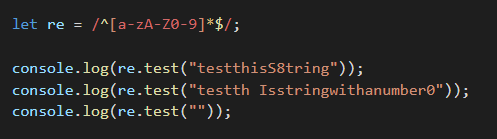 let re = /^[a-zA-Z0-9]*$/;
console.log(re.test("testthisS8tring"));
console.log(re.test("testth Isstringwithanumber0"));
console.log(re.test(""));